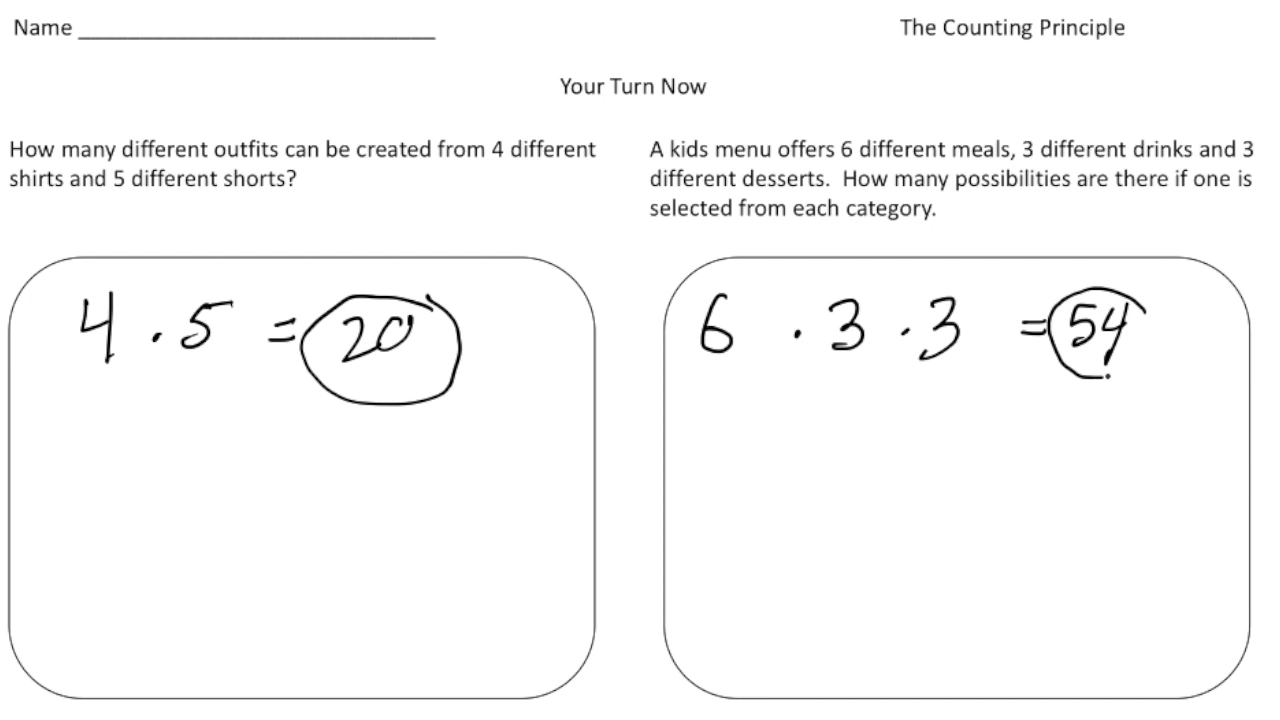 Name ______________________________
The Counting Principle
Your Turn Now
How many different outfits can be created from 4 different
shirts and 5 different shorts?
4 . 5 = 20
A kids menu offers 6 different meals, 3 different drinks and 3
different desserts.  How many possibilities are there if one is
selected from each category.
6 . 3 . 3 = 54